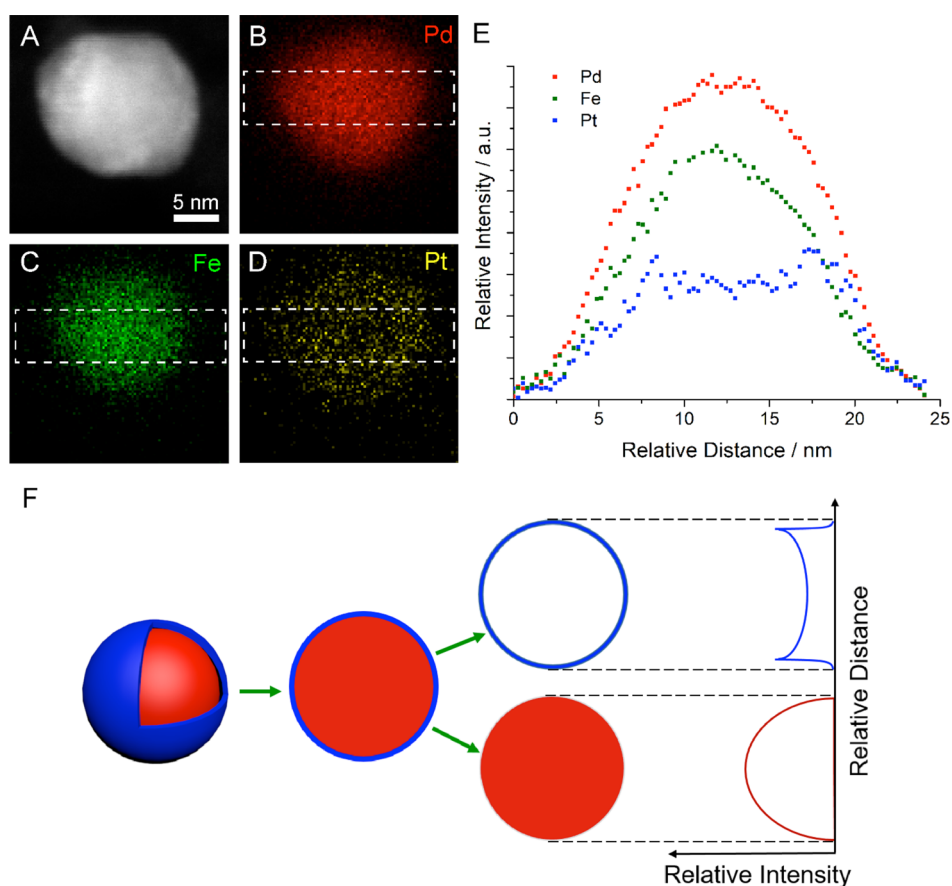 A
5 nm
B
Pd
C
Fe
D
Pt
E
Pd
Fe
Pt
Relative Intensity / a.u.
0
5
10
15
20
25
Relative Distance / nm
F
Relative Distance
Relative Intensity